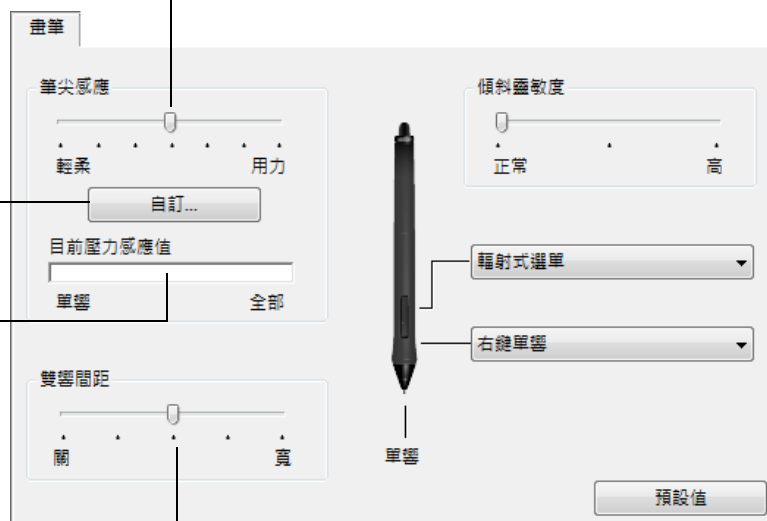 畫筆
筆尖感應
輕柔 用力
自訂...
目前壓力感應值
單響 全部
雙響間距
關 寬
傾斜靈敏度
正常 高
輻射式選單
右鍵單響
單響
預設值